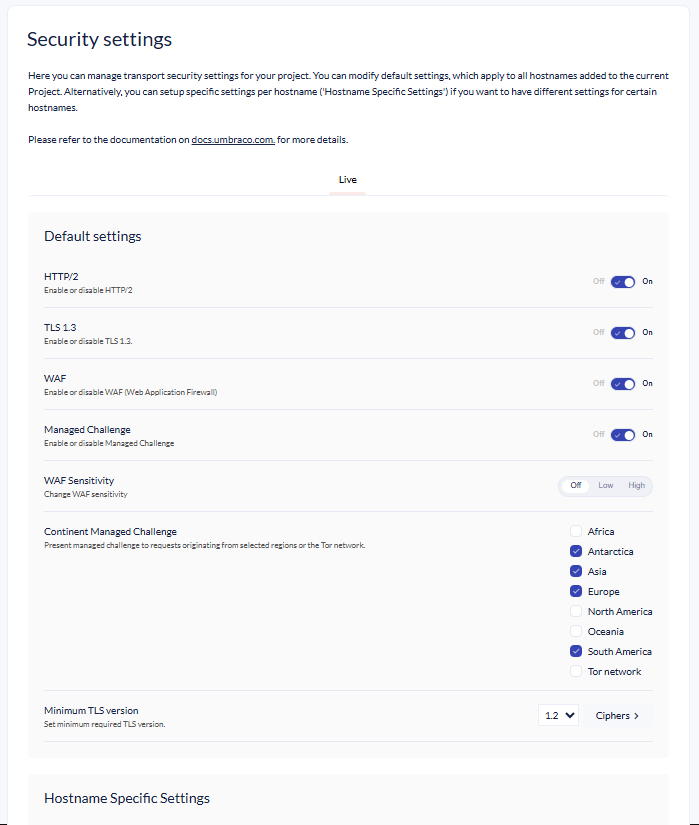 Security settings
Here you can manage transport security settings for your project. You can modify default settings, which apply to all hostnames added to the current
Project. Alternatively, you can setup specific settings per hostname ('Hostname Specific Settings') if you want to have different settings for certain
hostnames.
Please refer to the documentation on docs.umbraco.com. for more details.
Live
Default settings
HTTP/2
Enable or disable HTTP/2
Off On
TLS 1.3
Enable or disable TLS 1.3.
Off On
WAF
Enable or disable WAF (Web Application Firewall)
Off On
Managed Challenge
Enable or disable Managed Challenge
Off On
WAF Sensitivity
Change WAF sensitivity
Off Low High
Continent Managed Challenge
Present managed challenge to requests originating from selected regions or the Tor network.
Africa
Antarctica
Asia
Europe
North America
Oceania
South America
Tor network
Minimum TLS version
Set minimum required TLS version.
1.2 Ciphers >
Hostname Specific Settings